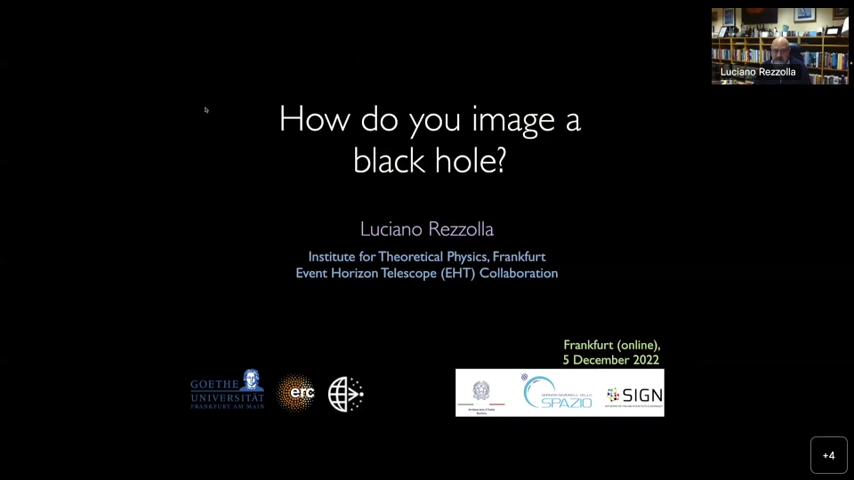 Luciano Rezzolla
How do you image a
black hole?
Luciano Rezzolla
Institute for Theoretical Physics, Frankfurt
Event Horizon Telescope (EHT) Collaboration
Frankfurt (online),
5 December 2022
GOETHE
UNIVERSITÄT
FRANKFURT AM MAIN
erc
SPAZIO
SIGN
+4